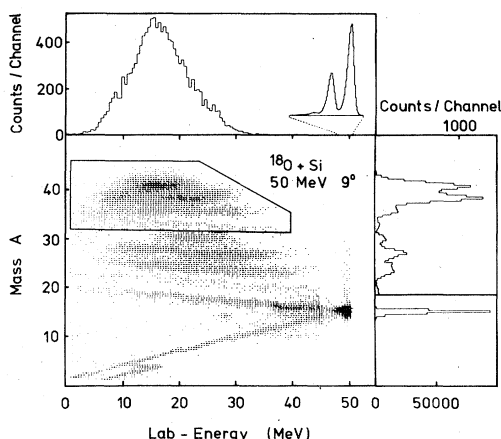 400
200
0
Counts / Channel
Counts / Channel
1000
¹⁸O + Si
50 MeV 9°
40
30
20
10
Mass A
0 10 20 30 40 50
0 50000
Lab - Energy (MeV)